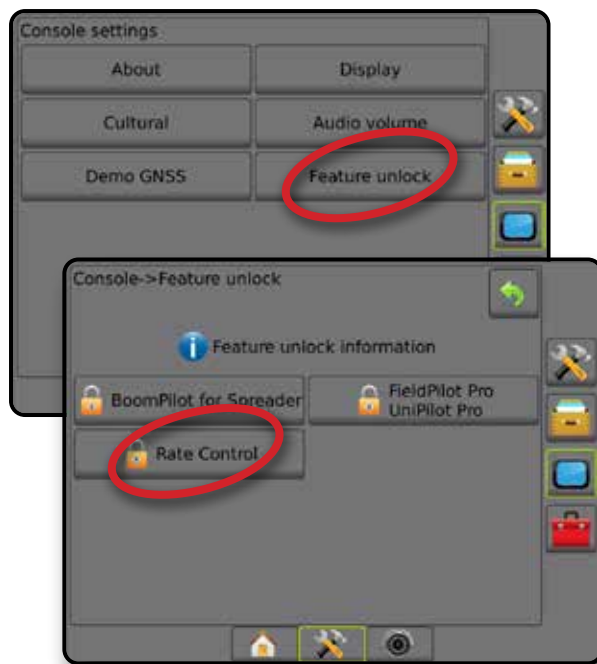 Console settings
About
Display
Cultural
Audio volume
Demo GNSS
Feature unlock
Console->Feature unlock
Feature unlock information
BoomPilot for Spreader
FieldPilot Pro
UniPilot Pro
Rate Control